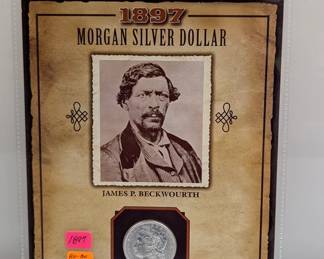 1897
MORGAN SILVER DOLLAR
JAMES P. BECKWOURTH
1897